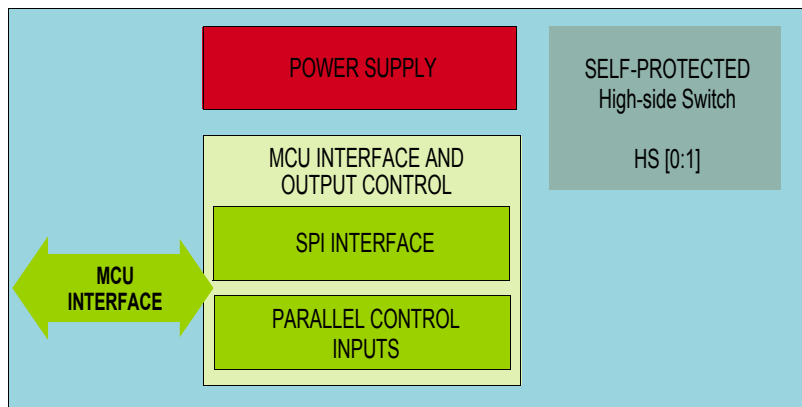 POWER SUPPLY
SELF-PROTECTED
High-side Switch
HS [0:1]
MCU INTERFACE AND
OUTPUT CONTROL
SPI INTERFACE
MCU
INTERFACE
PARALLEL CONTROL
INPUTS